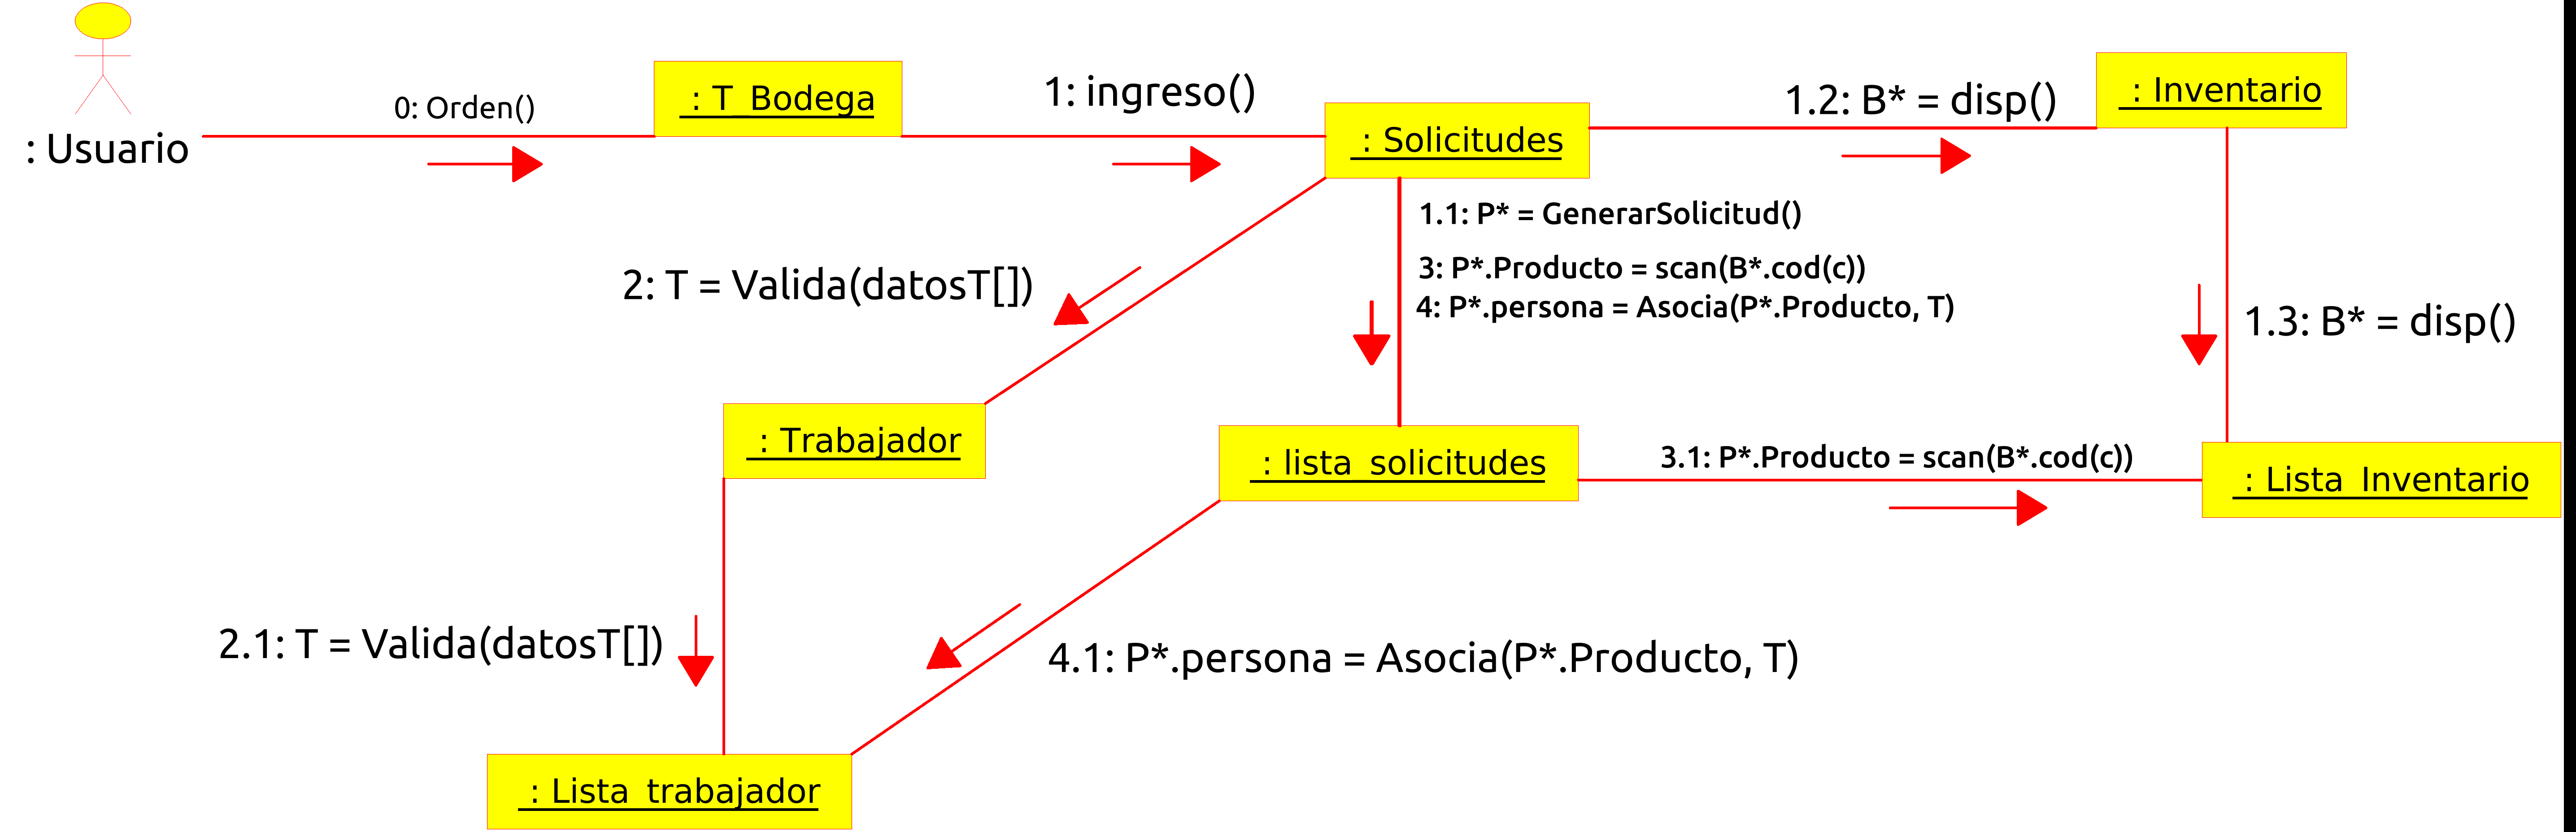 : Usuario
0: Orden()
: T_Bodega
1: ingreso()
: Solicitudes
1.2: B* = disp()
: Inventario
1.1: P* = GenerarSolicitud()
3: P*.Producto = scan(B*.cod(c))
4: P*.persona = Asocia(P*.Producto, T)
2: T = Valida(datosT[])
1.3: B* = disp()
: Trabajador
: lista_solicitudes
3.1: P*.Producto = scan(B*.cod(c))
: Lista_Inventario
2.1: T = Valida(datosT[])
4.1: P*.persona = Asocia(P*.Producto, T)
: Lista_trabajador